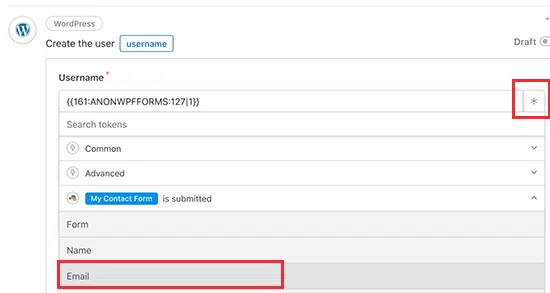 WordPress
Create the user username
Draft
Username *
{{161:ANONWPFFORMS:127|1}}
Search tokens
Common
Advanced
My Contact Form is submitted
Form
Name
Email